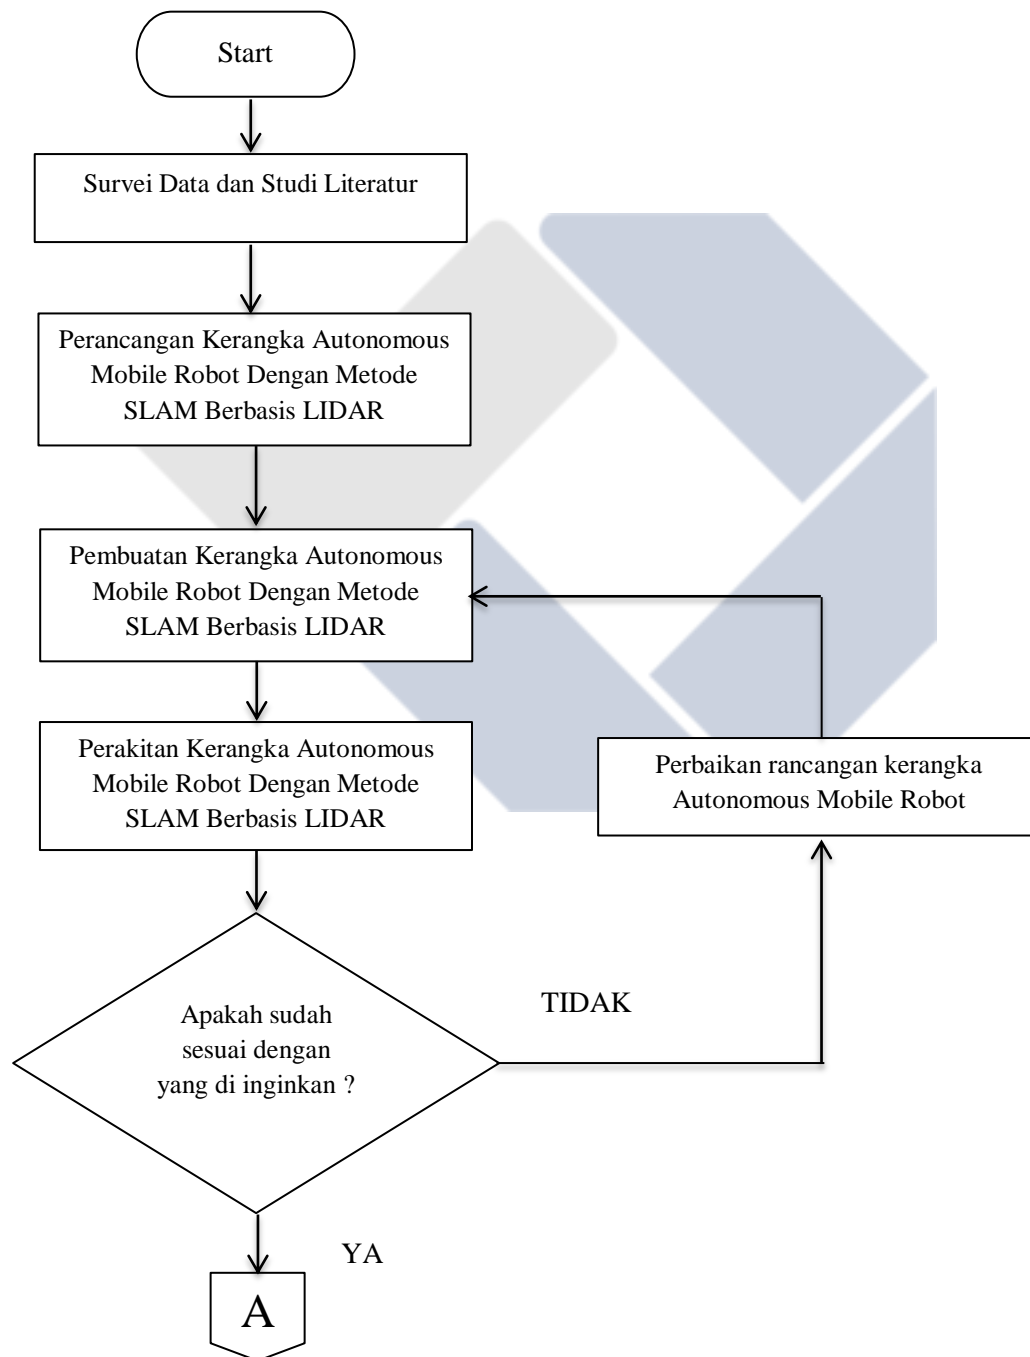 Start
Survei Data dan Studi Literatur
Perancangan Kerangka Autonomous
Mobile Robot Dengan Metode
SLAM Berbasis LIDAR
Pembuatan Kerangka Autonomous
Mobile Robot Dengan Metode
SLAM Berbasis LIDAR
Perakitan Kerangka Autonomous
Mobile Robot Dengan Metode
SLAM Berbasis LIDAR
Perbaikan rancangan kerangka
Autonomous Mobile Robot
Apakah sudah
sesuai dengan
yang di inginkan ?
TIDAK
YA
A